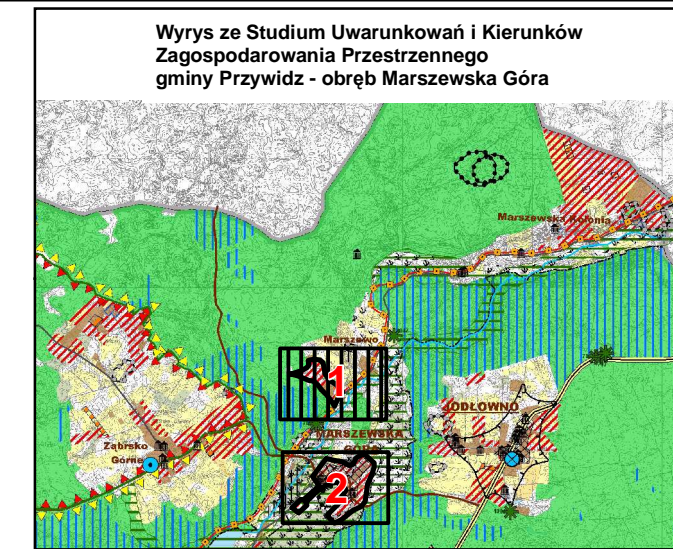 Wyrys ze Studium Uwarunkowań i Kierunków
Zagospodarowania Przestrzennego
gminy Przywidz - obręb Marszewska Góra
Marszewska Kolonia
Marszewo
1
JODŁOWNO
MARSZEWSKA
Ząbrsko
Górne
2